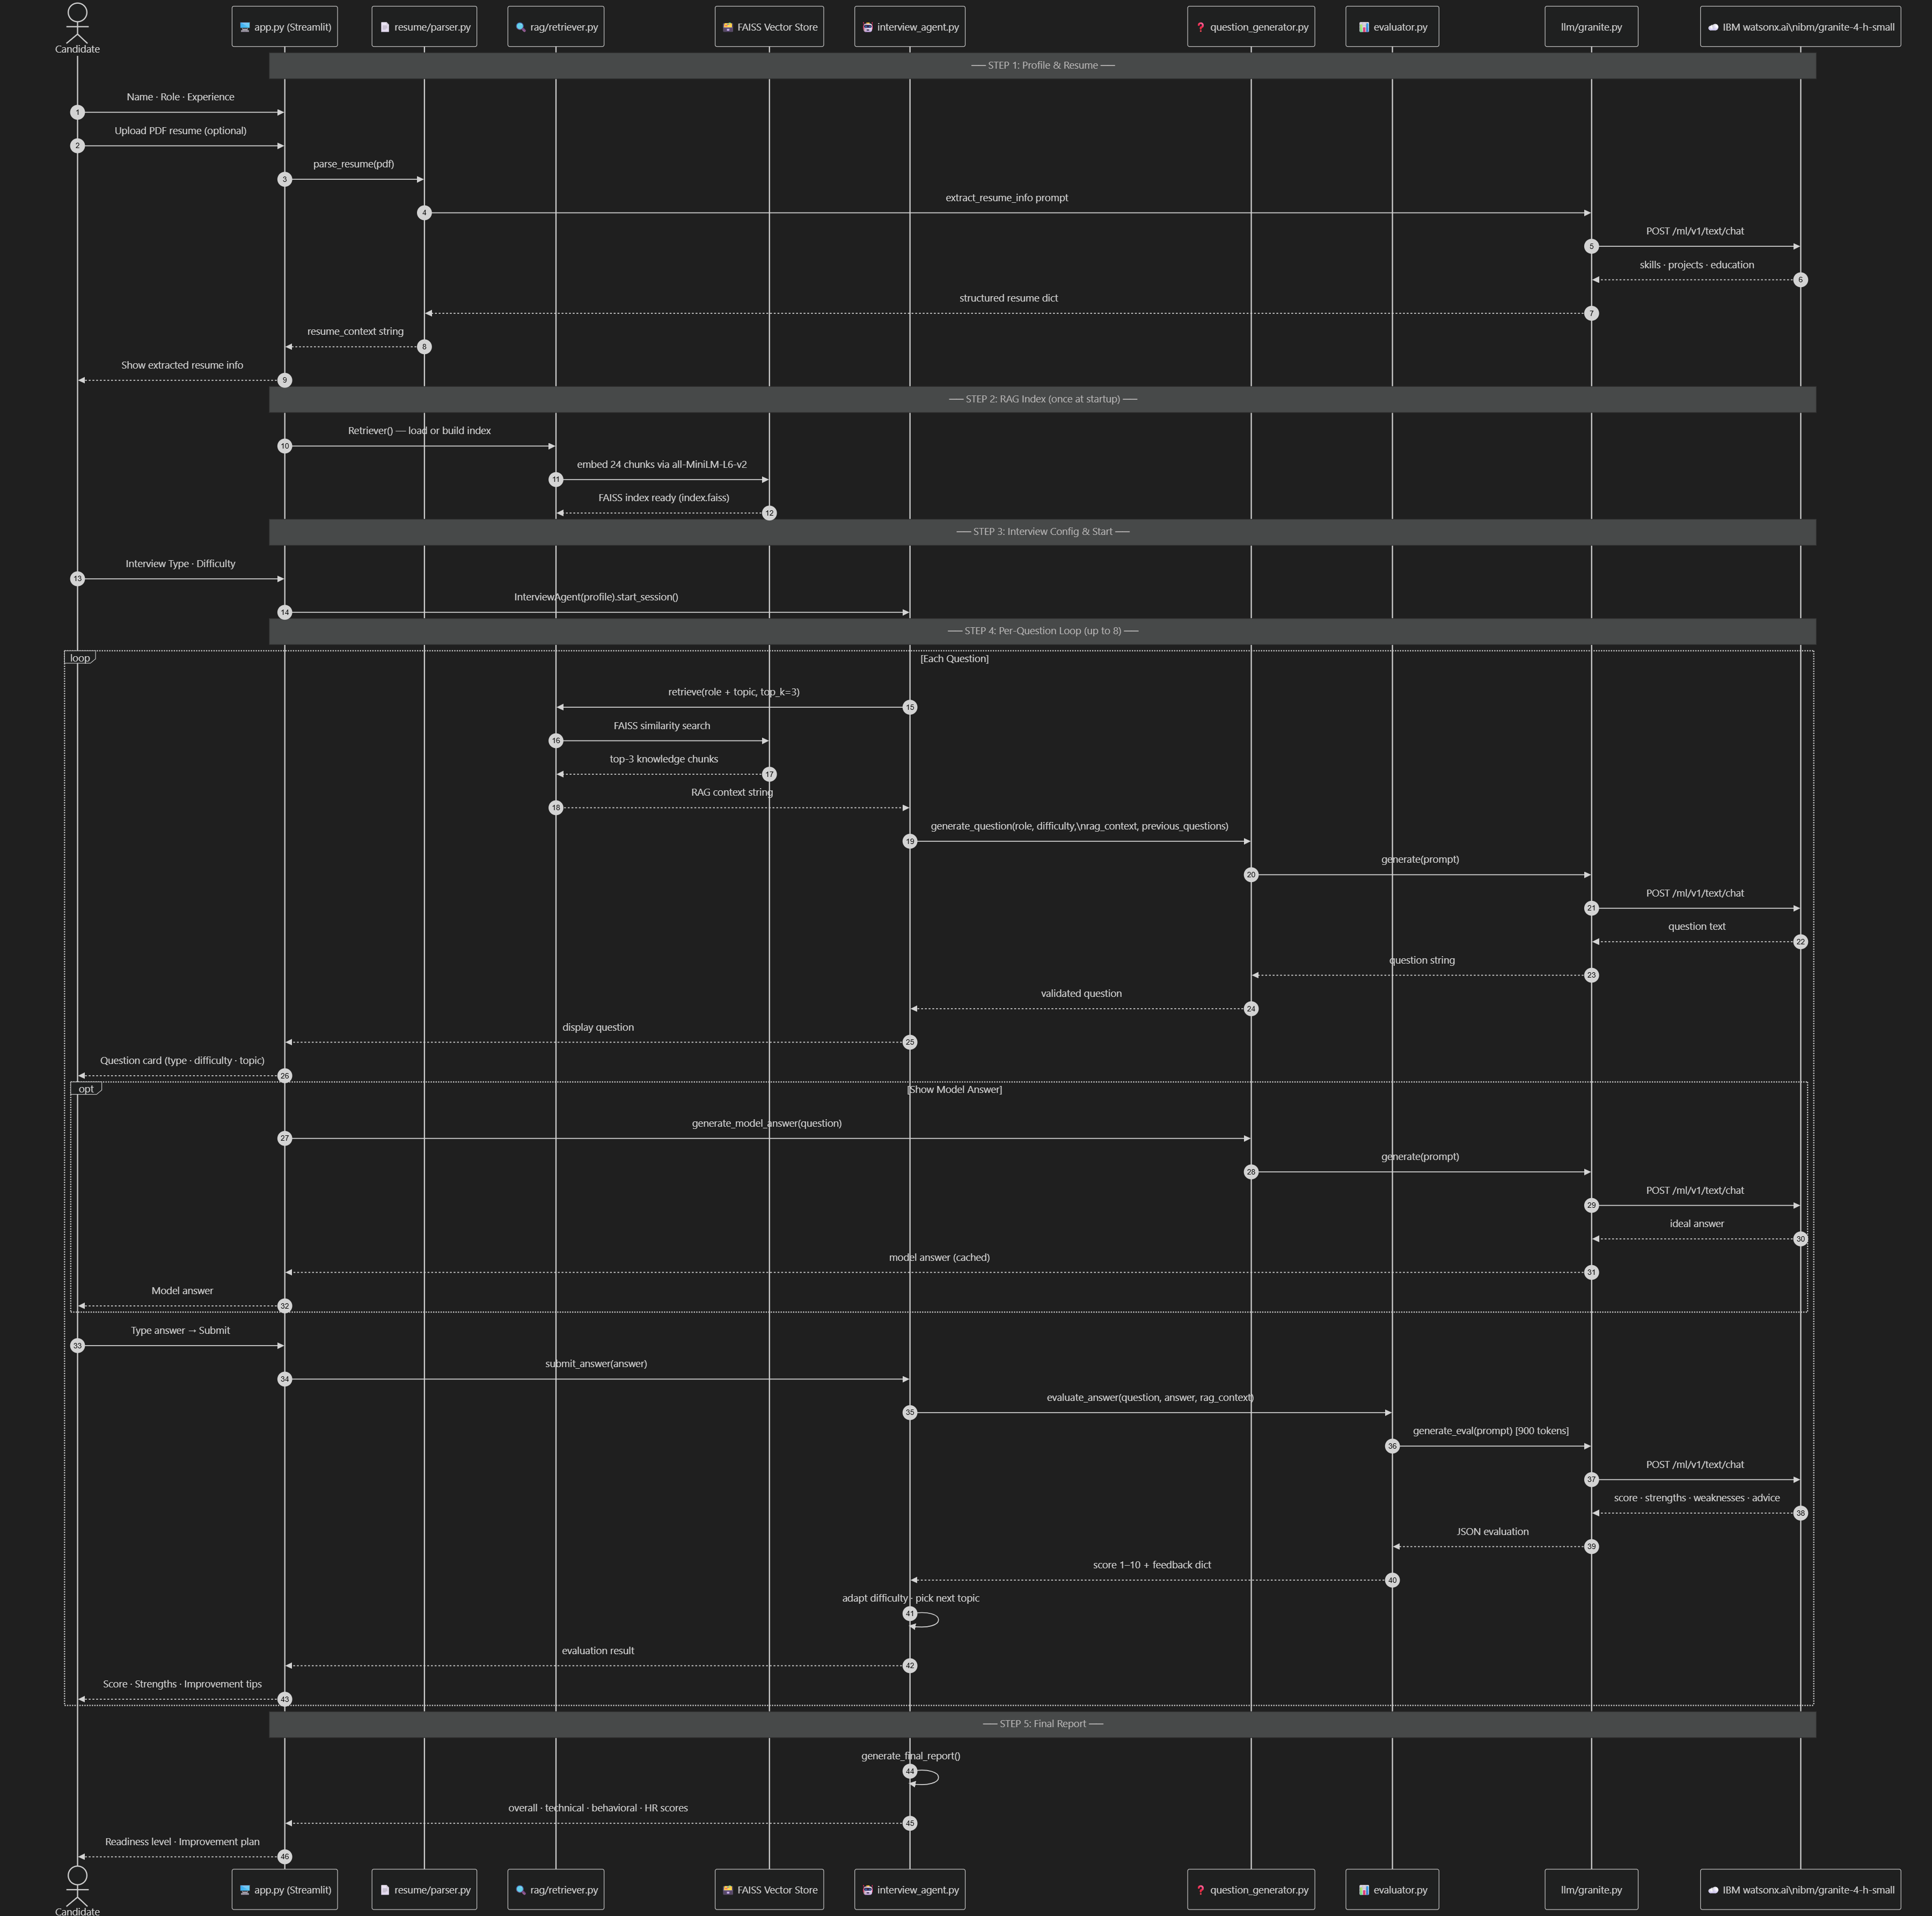 Candidate
app.py (Streamlit)
resume/parser.py
rag/retriever.py
FAISS Vector Store
interview_agent.py
question_generator.py
evaluator.py
llm/granite.py
IBM watsonx.ai\nibm/granite-4-h-small
── STEP 1: Profile & Resume ──
Name · Role · Experience
1
Upload PDF resume (optional)
2
parse_resume(pdf)
3
extract_resume_info prompt
4
POST /ml/v1/text/chat
5
skills · projects · education
6
structured resume dict
7
resume_context string
8
Show extracted resume info
9
── STEP 2: RAG Index (once at startup) ──
Retriever() — load or build index
10
embed 24 chunks via all-MiniLM-L6-v2
11
FAISS index ready (index.faiss)
12
── STEP 3: Interview Config & Start ──
Interview Type · Difficulty
13
InterviewAgent(profile).start_session()
14
── STEP 4: Per-Question Loop (up to 8) ──
loop
[Each Question]
retrieve(role + topic, top_k=3)
15
FAISS similarity search
16
top-3 knowledge chunks
17
RAG context string
18
generate_question(role, difficulty,\nrag_context, previous_questions)
19
generate(prompt)
20
POST /ml/v1/text/chat
21
question text
22
question string
23
validated question
24
display question
25
Question card (type · difficulty · topic)
26
opt
[Show Model Answer]
generate_model_answer(question)
27
generate(prompt)
28
POST /ml/v1/text/chat
29
ideal answer
30
model answer (cached)
31
Model answer
32
Type answer → Submit
33
submit_answer(answer)
34
evaluate_answer(question, answer, rag_context)
35
generate_eval(prompt) [900 tokens]
36
POST /ml/v1/text/chat
37
score · strengths · weaknesses · advice
38
JSON evaluation
39
score 1–10 + feedback dict
40
adapt difficulty · pick next topic
41
evaluation result
42
Score · Strengths · Improvement tips
43
── STEP 5: Final Report ──
generate_final_report()
44
overall · technical · behavioral · HR scores
45
Readiness level · Improvement plan
46
Candidate
app.py (Streamlit)
resume/parser.py
rag/retriever.py
FAISS Vector Store
interview_agent.py
question_generator.py
evaluator.py
llm/granite.py
IBM watsonx.ai\nibm/granite-4-h-small